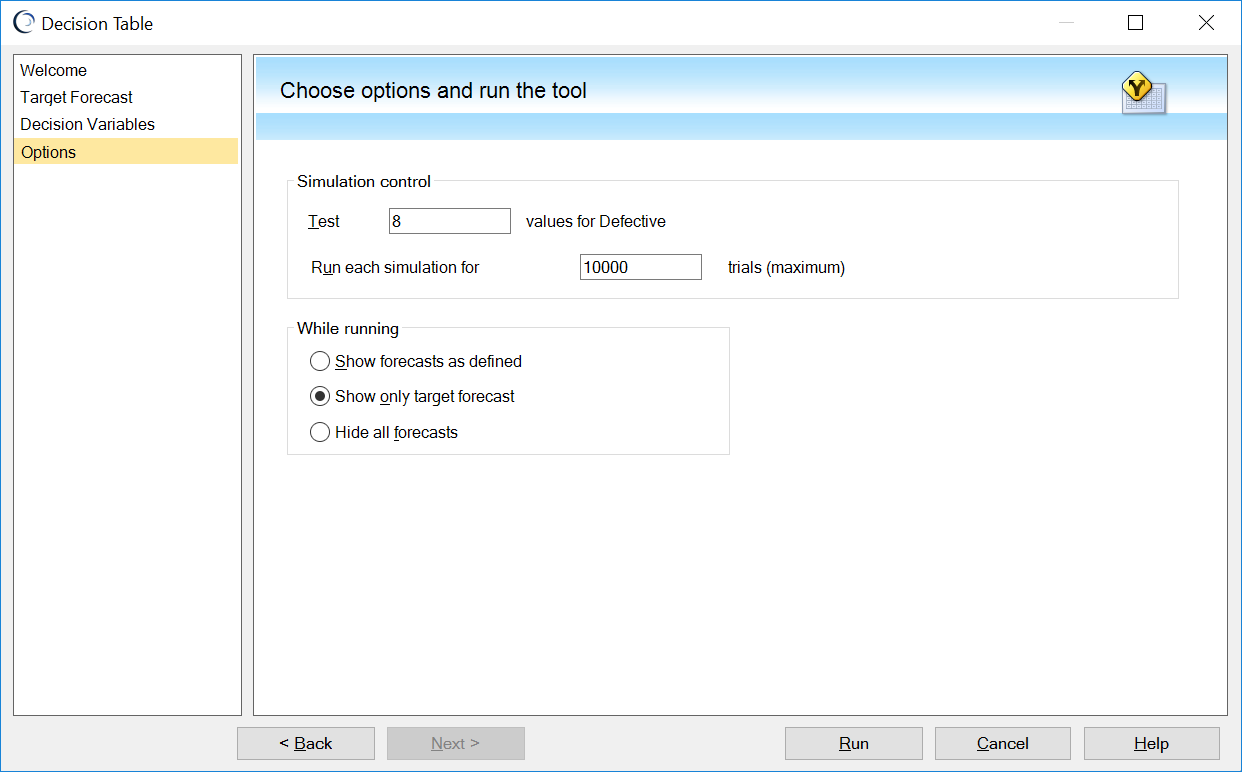 Decision Table
Welcome
Target Forecast
Decision Variables
Options
Choose options and run the tool
Simulation control
Test 8 values for Defective
Run each simulation for 10000 trials (maximum)
While running
Show forecasts as defined
Show only target forecast
Hide all forecasts
< Back Next > Run Cancel Help